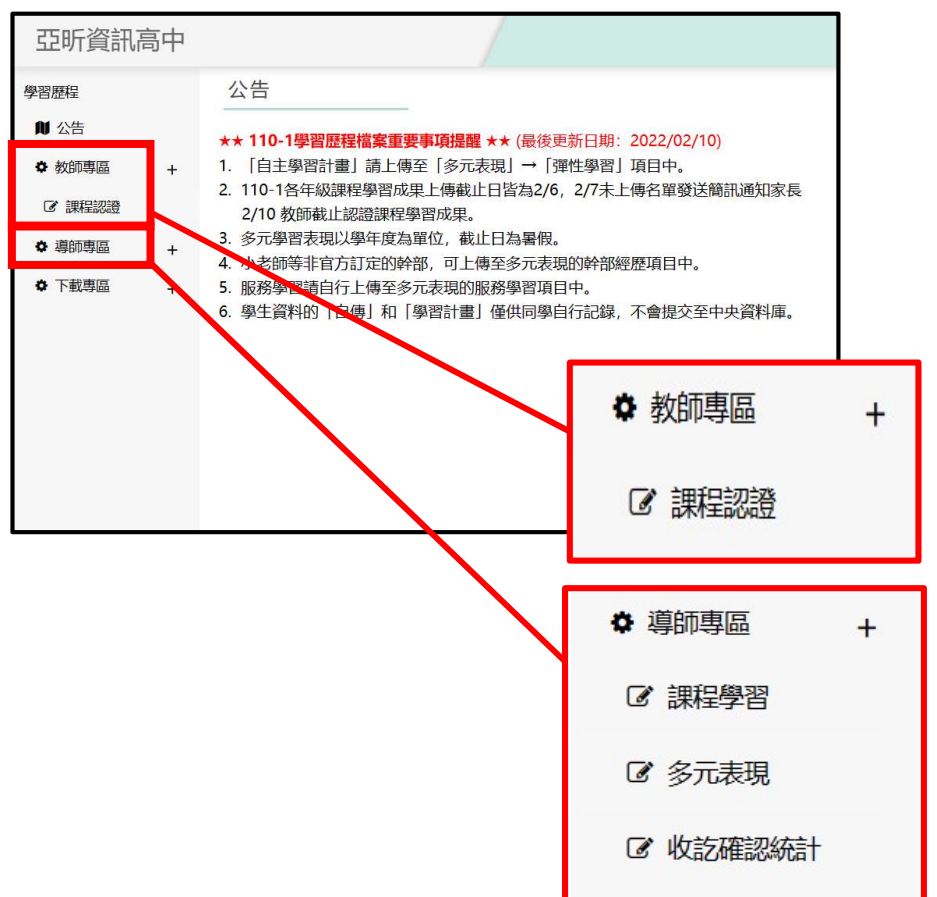 亞昕資訊高中
學習歷程
公告
教師專區 +
課程認證
導師專區 +
下載專區 +
公告
★★ 110-1學習歷程檔案重要事項提醒 ★★ (最後更新日期：2022/02/10)
1. 「自主學習計畫」請上傳至「多元表現」→「彈性學習」項目中。
2. 110-1各年級課程學習成果上傳截止日皆為2/6，2/7未上傳名單發送簡訊通知家長
2/10 教師截止認證課程學習成果。
3. 多元學習表現以學年度為單位，截止日為暑假。
4. 小老師等非官方訂定的幹部，可上傳至多元表現的幹部經歷項目中。
5. 服務學習請自行上傳至多元表現的服務學習項目中。
6. 學生資料的「自傳」和「學習計畫」僅供同學自行記錄，不會提交至中央資料庫。
教師專區 +
課程認證
導師專區 +
課程學習
多元表現
收訖確認統計